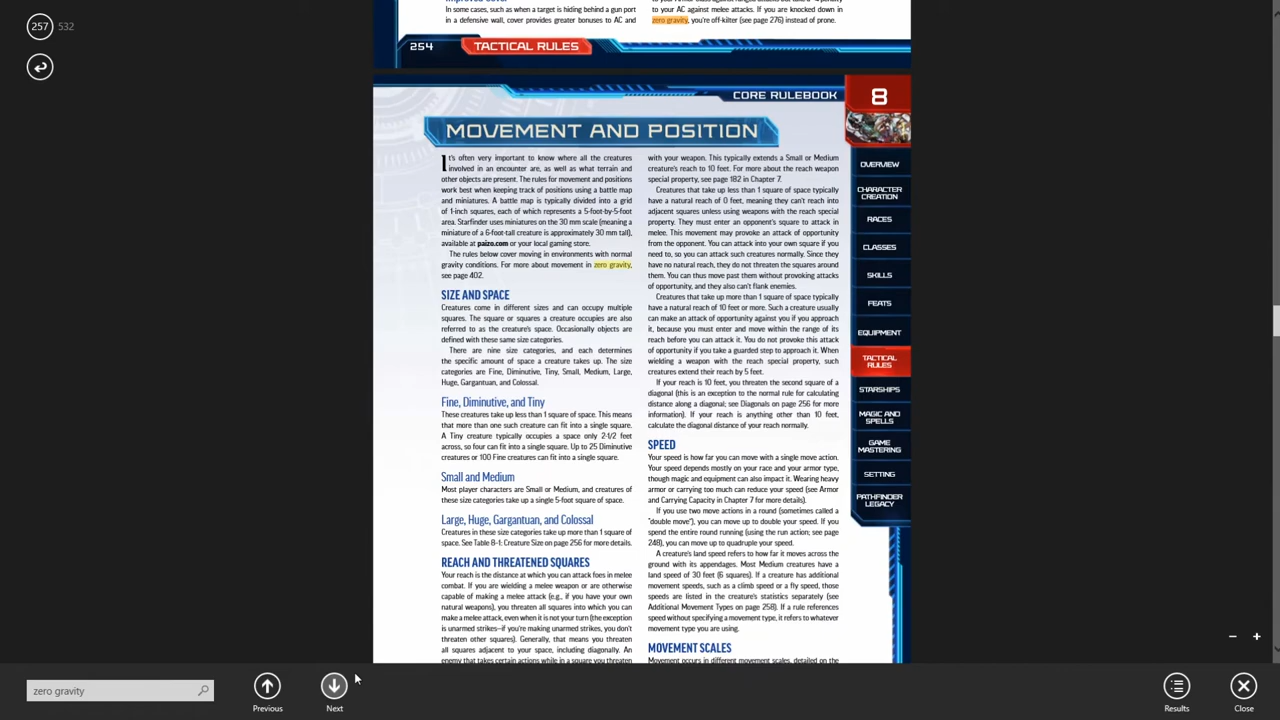 257 532
Improved Cover
In some cases, such as when a target is hiding behind a gun port
in a defensive wall, cover provides greater bonuses to AC and
to your AC against melee attacks. If you are knocked down in
zero gravity, you're off-kilter (see page 276) instead of prone.
254 TACTICAL RULES
CORE RULEBOOK
8
MOVEMENT AND POSITION
It's often very important to know where all the creatures
involved in an encounter are, as well as what terrain and
other objects are present. The rules for movement and positions
work best when keeping track of positions using a battle map
and miniatures. A battle map is typically divided into a grid
of 1-inch squares, each of which represents a 5-foot-by-5-foot
area. Starfinder uses miniatures on the 30 mm scale (meaning a
miniature of a 6-foot-tall creature is approximately 30 mm tall),
available at paizo.com or your local gaming store.
The rules below cover moving in environments with normal
gravity conditions. For more about movement in zero gravity,
see page 402.
SIZE AND SPACE
Creatures come in different sizes and can occupy multiple
squares. The square or squares a creature occupies are also
referred to as the creature's space. Occasionally objects are
defined with these same size categories.
There are nine size categories, and each determines
the specific amount of space a creature takes up. The size
categories are Fine, Diminutive, Tiny, Small, Medium, Large,
Huge, Gargantuan, and Colossal.
Fine, Diminutive, and Tiny
These creatures take up less than 1 square of space. This means
that more than one such creature can fit into a single square.
A Tiny creature typically occupies a space only 2-1/2 feet
across, so four can fit into a single square. Up to 25 Diminutive
creatures or 100 Fine creatures can fit into a single square.
Small and Medium
Most player characters are Small or Medium, and creatures of
these size categories take up a single 5-foot square of space.
Large, Huge, Gargantuan, and Colossal
Creatures in these size categories take up more than 1 square of
space. See Table 8-1: Creature Size on page 256 for more details.
REACH AND THREATENED SQUARES
Your reach is the distance at which you can attack foes in melee
combat. If you are wielding a melee weapon or are otherwise
capable of making a melee attack (e.g., if you have your own
natural weapons), you threaten all squares into which you can
make a melee attack, even when it is not your turn (the exception
is unarmed strikes—if you're making unarmed strikes, you don't
threaten other squares). Generally, that means you threaten
all squares adjacent to your space, including diagonally. An
enemy that takes certain actions while in a square you threaten
with your weapon. This typically extends a Small or Medium
creature's reach to 10 feet. For more about the reach weapon
special property, see page 182 in Chapter 7.
Creatures that take up less than 1 square of space typically
have a natural reach of 0 feet, meaning they can't reach into
adjacent squares unless using weapons with the reach special
property. They must enter an opponent's square to attack in
melee. This movement may provoke an attack of opportunity
from the opponent. You can attack into your own square if you
need to, so you can attack such creatures normally. Since they
have no natural reach, they do not threaten the squares around
them. You can thus move past them without provoking attacks
of opportunity, and they also can't flank enemies.
Creatures that take up more than 1 square of space typically
have a natural reach of 10 feet or more. Such a creature usually
can make an attack of opportunity against you if you approach
it, because you must enter and move within the range of its
reach before you can attack it. You do not provoke this attack
of opportunity if you take a guarded step to approach it. When
wielding a weapon with the reach special property, such
creatures extend their reach by 5 feet.
If your reach is 10 feet, you threaten the second square of a
diagonal (this is an exception to the normal rule for calculating
distance along a diagonal; see Diagonals on page 256 for more
information). If your reach is anything other than 10 feet,
calculate the diagonal distance of your reach normally.
SPEED
Your speed is how far you can move with a single move action.
Your speed depends mostly on your race and your armor type,
though magic and equipment can also impact it. Wearing heavy
armor or carrying too much can reduce your speed (see Armor
and Carrying Capacity in Chapter 7 for more details).
If you use two move actions in a round (sometimes called a
"double move"), you can move up to double your speed. If you
spend the entire round running (using the run action; see page
248), you can move up to quadruple your speed.
A creature's land speed refers to how far it moves across the
ground with its appendages. Most Medium creatures have a
land speed of 30 feet (6 squares). If a creature has additional
movement speeds, such as a climb speed or a fly speed, those
speeds are listed in the creature's statistics separately (see
Additional Movement Types on page 258). If a rule references
speed without specifying a movement type, it refers to whatever
movement type you are using.
MOVEMENT SCALES
Movement occurs in different movement scales, detailed on the
OVERVIEW
CHARACTER
CREATION
RACES
CLASSES
SKILLS
FEATS
EQUIPMENT
TACTICAL
RULES
STARSHIPS
MAGIC AND
SPELLS
GAME
MASTERING
SETTING
PATHFINDER
LEGACY
zero gravity
Previous
Next
Results
Close